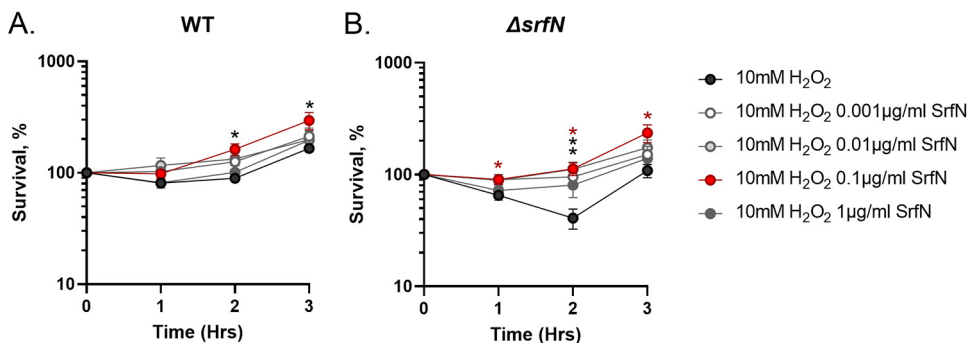 A.
WT
Survival, %
1000
100
10
0 1 2 3
Time (Hrs)
*
*
B.
ΔsrfN
Survival, %
1000
100
10
0 1 2 3
Time (Hrs)
*
*
*
*
*
10mM H₂O₂
10mM H₂O₂ 0.001µg/ml SrfN
10mM H₂O₂ 0.01µg/ml SrfN
10mM H₂O₂ 0.1µg/ml SrfN
10mM H₂O₂ 1µg/ml SrfN